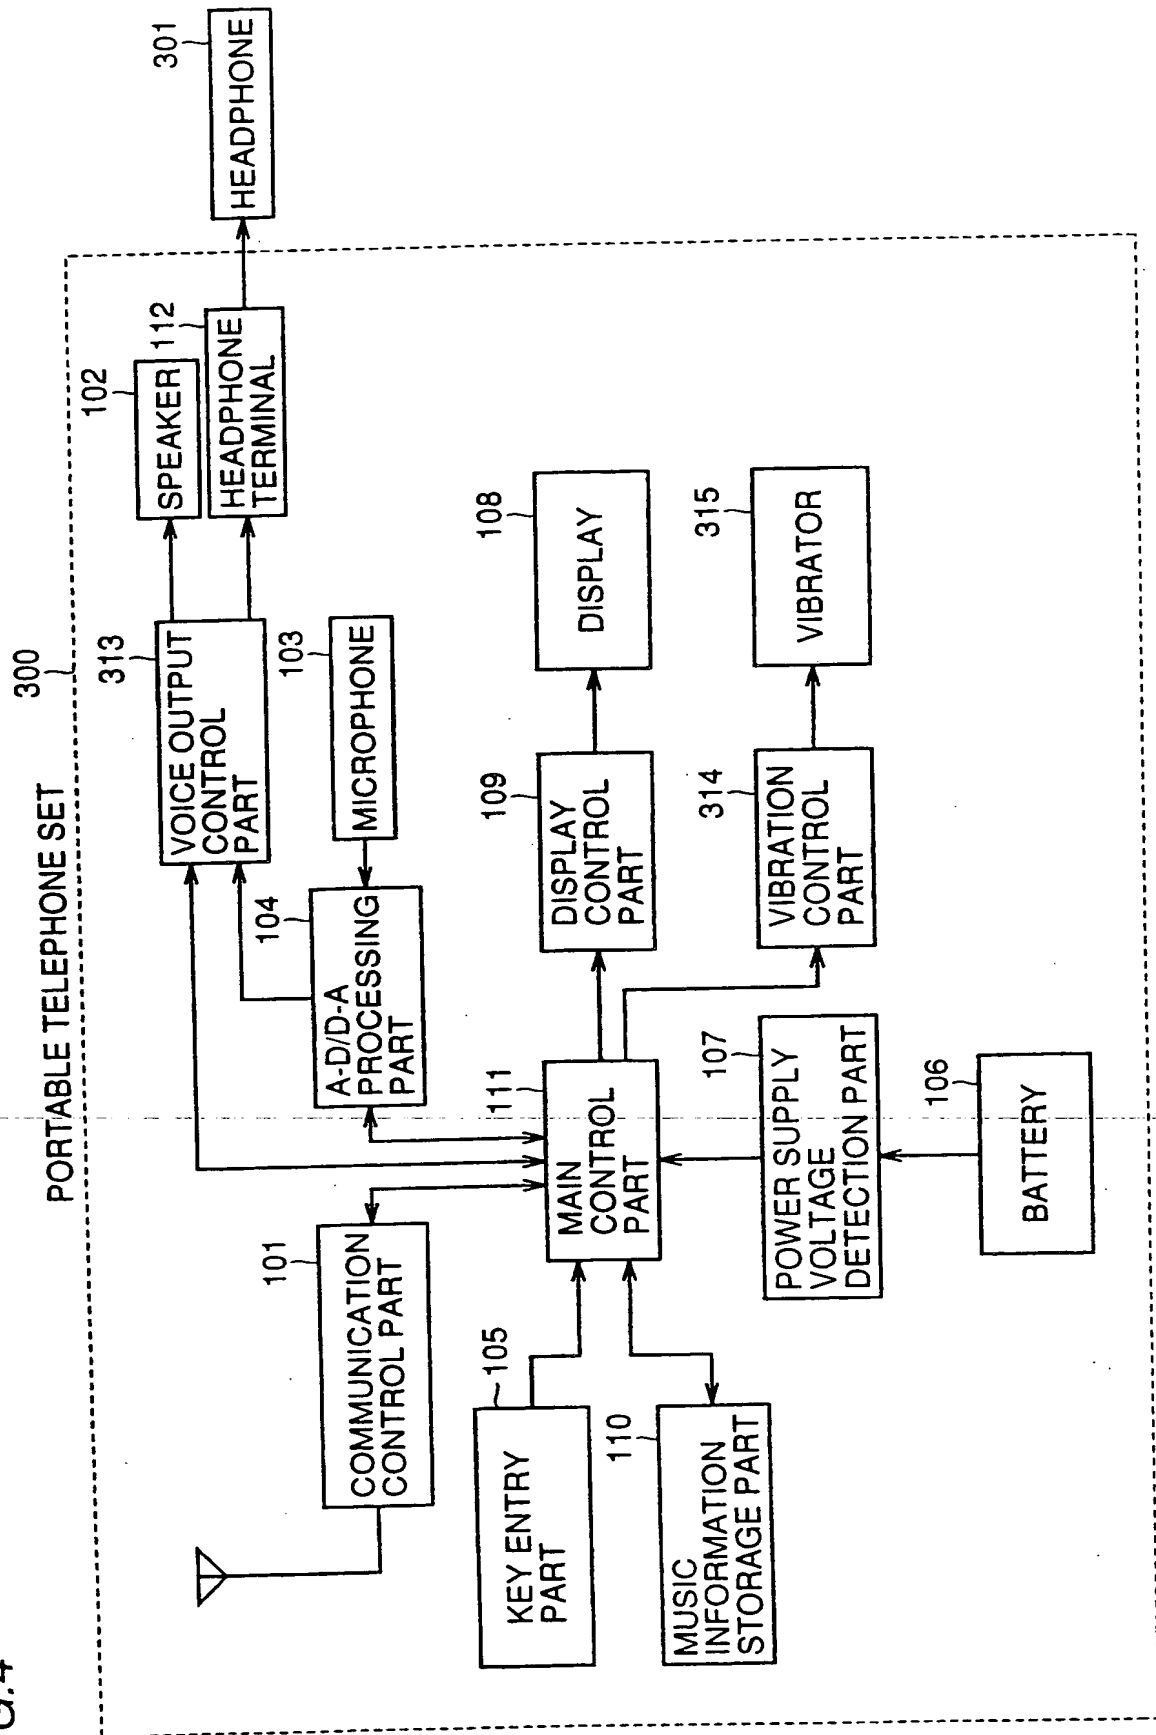 G.4
PORTABLE TELEPHONE SET
300
301
HEADPHONE
102
SPEAKER
112
HEADPHONE
TERMINAL
313
VOICE OUTPUT
CONTROL
PART
103
MICROPHONE
104
A-D/D-A
PROCESSING
PART
101
COMMUNICATION
CONTROL PART
111
MAIN
CONTROL
PART
109
DISPLAY
CONTROL
PART
108
DISPLAY
314
VIBRATION
CONTROL
PART
315
VIBRATOR
105
KEY ENTRY
PART
110
MUSIC
INFORMATION
STORAGE PART
107
POWER SUPPLY
VOLTAGE
DETECTION PART
106
BATTERY